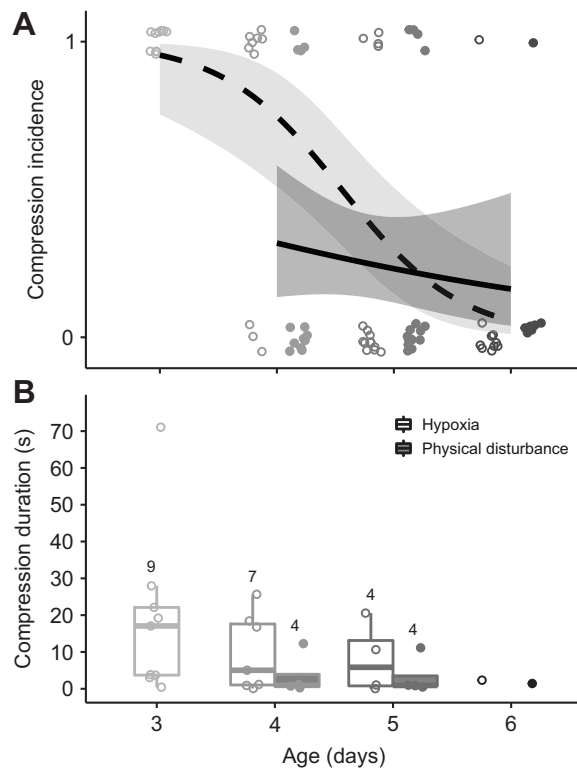 A
1
Compression incidence
0
B
70
60
50
40
30
20
10
0
Compression duration (s)
Hypoxia
Physical disturbance
9
7
4
4
4
3
4
5
6
Age (days)